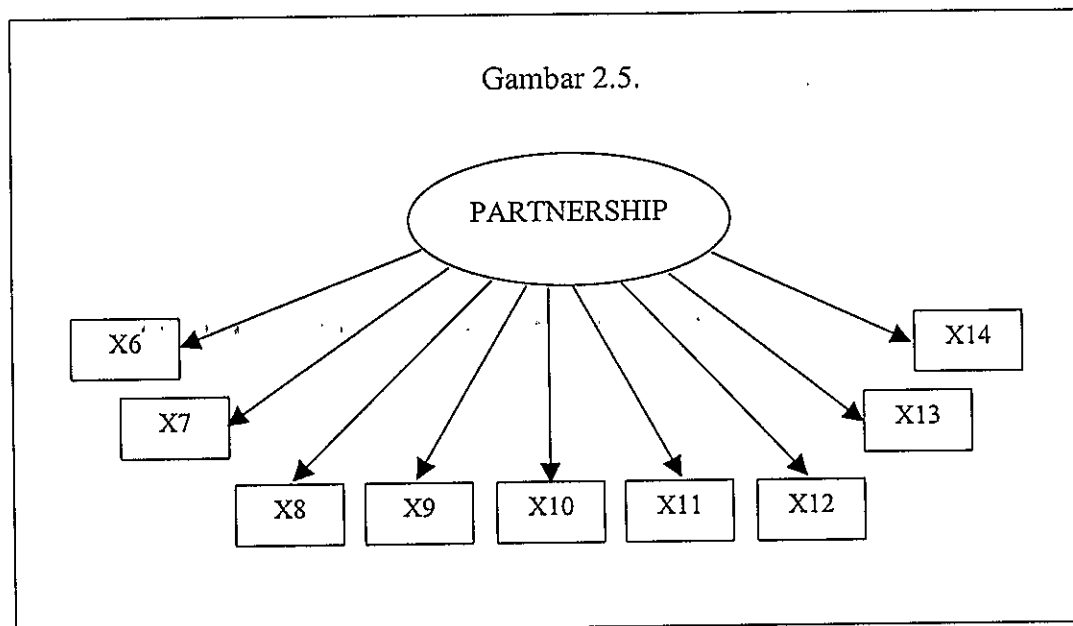 Gambar 2.5.
PARTNERSHIP
X6
X14
X7
X13
X8 X9 X10 X11 X12